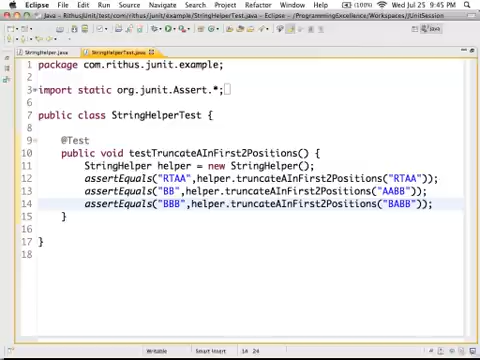 Eclipse File Edit Run Source Navigate Search Project Refactor Window Help (100%) Wed Jul 25 9:45 PM
StringHelper.java StringHelperTest.java
Java
1 package com.rithus.junit.example;
2
3 import static org.junit.Assert.*;
6
7 public class StringHelperTest {
8
9 @Test
10 public void testTruncateAInFirst2Positions() {
11 StringHelper helper = new StringHelper();
12 assertEquals("RTAA",helper.truncateAInFirst2Positions("RTAA"));
13 assertEquals("BB",helper.truncateAInFirst2Positions("AABB"));
14 assertEquals("BBB",helper.truncateAInFirst2Positions("BABB"));
15 }
16
17 }
18
Writable Smart Insert 14 : 24